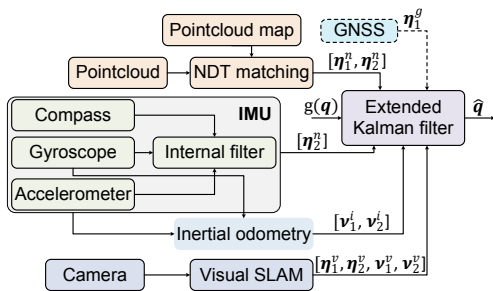 Pointcloud map
GNSS
η₁ᵍ
Pointcloud
NDT matching
[η₁ⁿ, η₂ⁿ]
Compass
IMU
g(q)
Extended
Kalman filter
q̂
Gyroscope
Internal filter
[η₂ⁿ]
Accelerometer
Inertial odometry
[ν₁ⁱ, ν₂ⁱ]
Camera
Visual SLAM
[η₁ᵛ, η₂ᵛ, ν₁ᵛ, ν₂ᵛ]